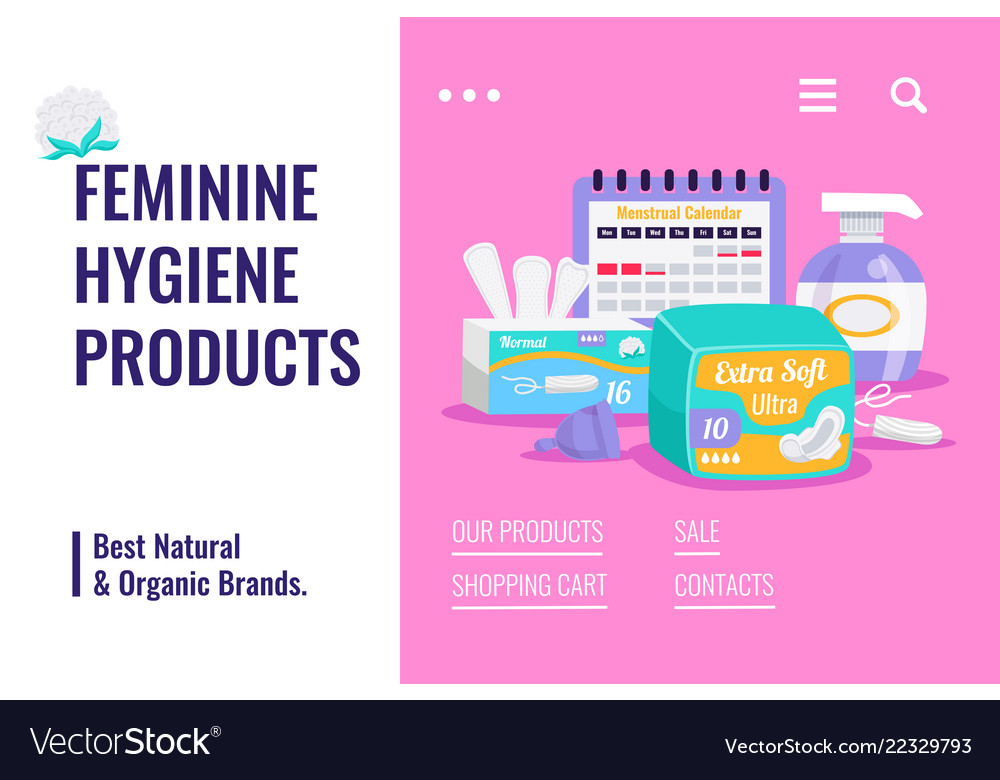 FEMININE
HYGIENE
PRODUCTS
Best Natural
& Organic Brands.
Menstrual Calendar
Mon Tue Wed Thu Fri Sat Sun
Normal
16
Extra Soft
Ultra
10
OUR PRODUCTS
SALE
SHOPPING CART
CONTACTS
VectorStock®
VectorStock.com/22329793